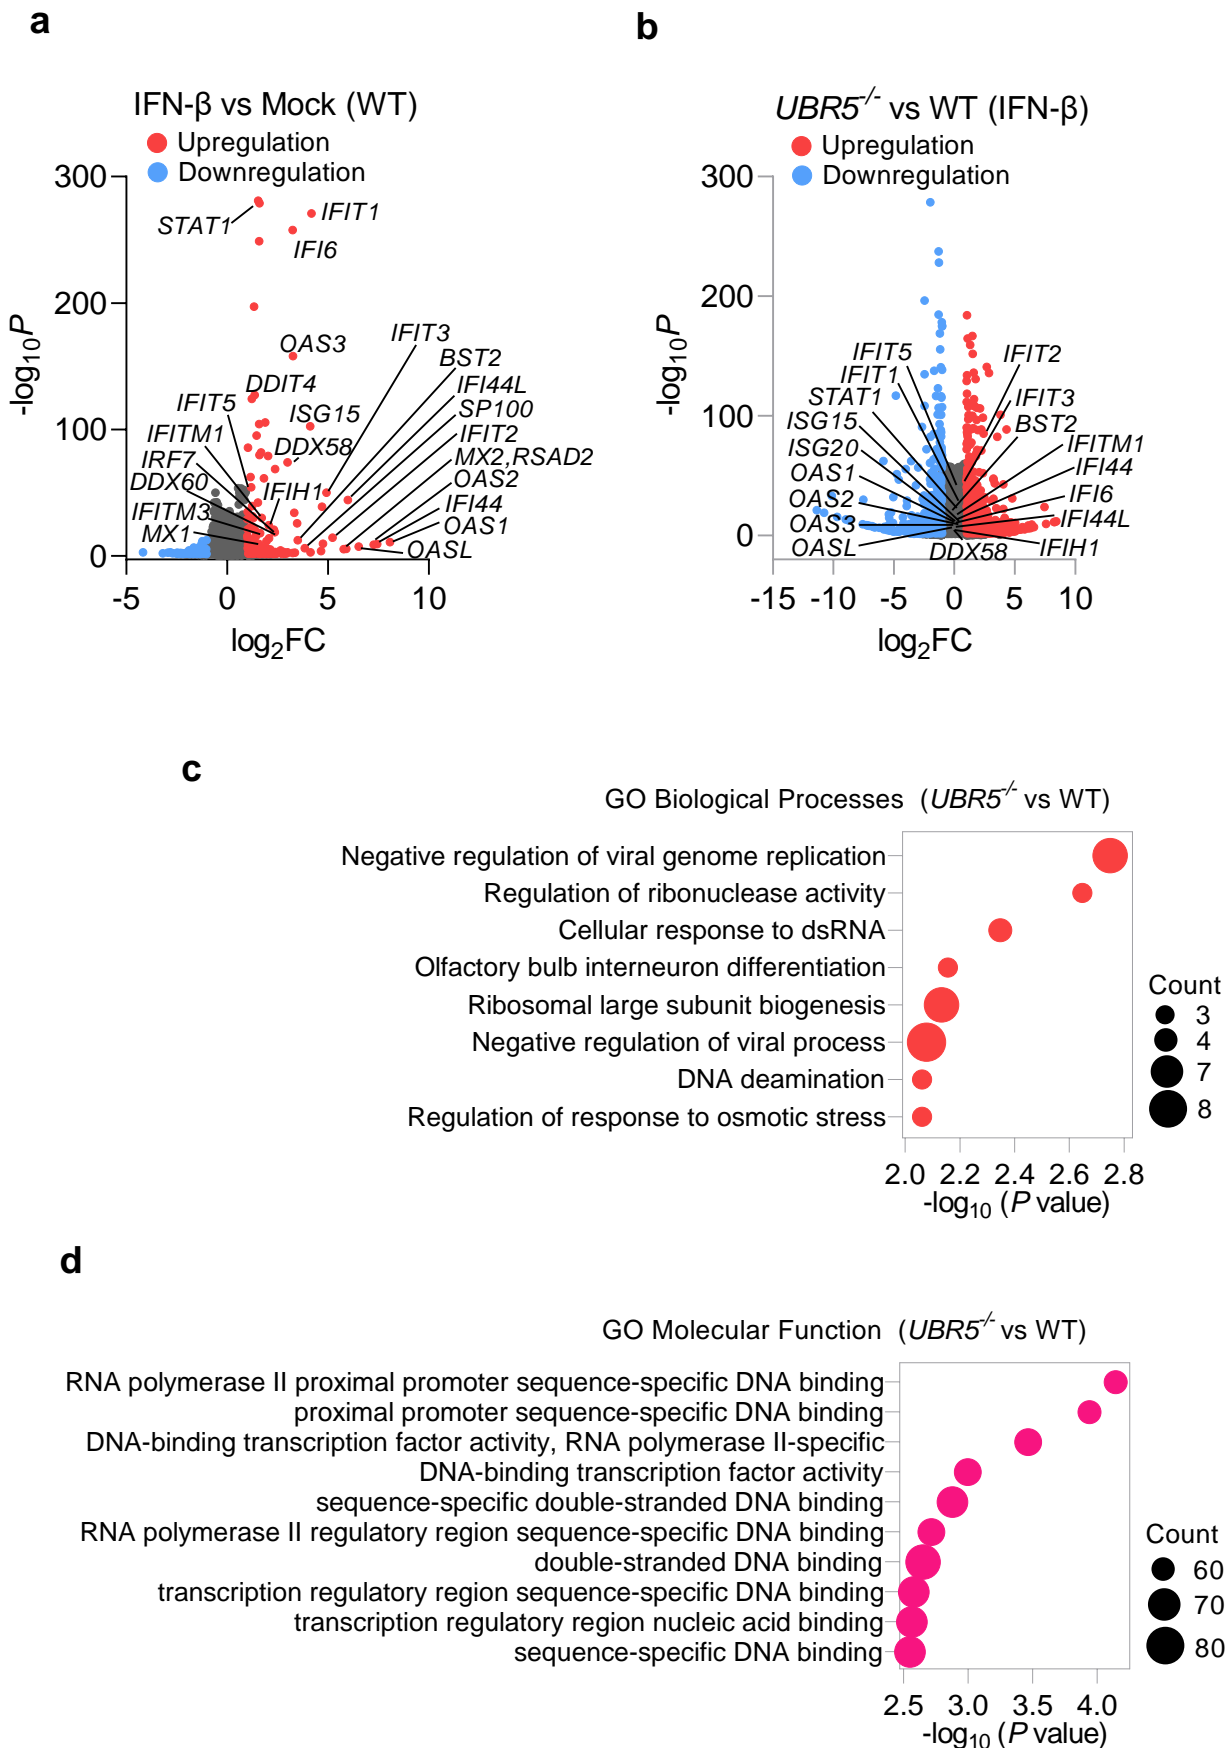 a
IFN-β vs Mock (WT)
Upregulation
Downregulation
300
200
100
0
-log10P
STAT1
IFIT1
IFI6
OAS3
IFIT3
BST2
DDIT4
IFI44L
IFIT5
ISG15
SP100
IFITM1
IFIT2
DDX58
IRF7
MX2,RSAD2
DDX60
IFIH1
OAS2
IFITM3
IFI44
MX1
OAS1
OASL
-5 0 5 10
log2FC
b
UBR5-/- vs WT (IFN-β)
Upregulation
Downregulation
300
200
100
0
-log10P
IFIT5
IFIT2
IFIT1
STAT1
IFIT3
ISG15
BST2
ISG20
IFITM1
OAS1
IFI44
OAS2
IFI6
OAS3
IFI44L
OASL
DDX58
IFIH1
-15 -10 -5 0 5 10
log2FC
c
GO Biological Processes (UBR5-/- vs WT)
Negative regulation of viral genome replication
Regulation of ribonuclease activity
Cellular response to dsRNA
Olfactory bulb interneuron differentiation
Ribosomal large subunit biogenesis
Negative regulation of viral process
DNA deamination
Regulation of response to osmotic stress
Count
3
4
7
8
2.0 2.2 2.4 2.6 2.8
-log10 (P value)
d
GO Molecular Function (UBR5-/- vs WT)
RNA polymerase II proximal promoter sequence-specific DNA binding
proximal promoter sequence-specific DNA binding
DNA-binding transcription factor activity, RNA polymerase II-specific
DNA-binding transcription factor activity
sequence-specific double-stranded DNA binding
RNA polymerase II regulatory region sequence-specific DNA binding
double-stranded DNA binding
transcription regulatory region sequence-specific DNA binding
transcription regulatory region nucleic acid binding
sequence-specific DNA binding
Count
60
70
80
2.5 3.0 3.5 4.0
-log10 (P value)